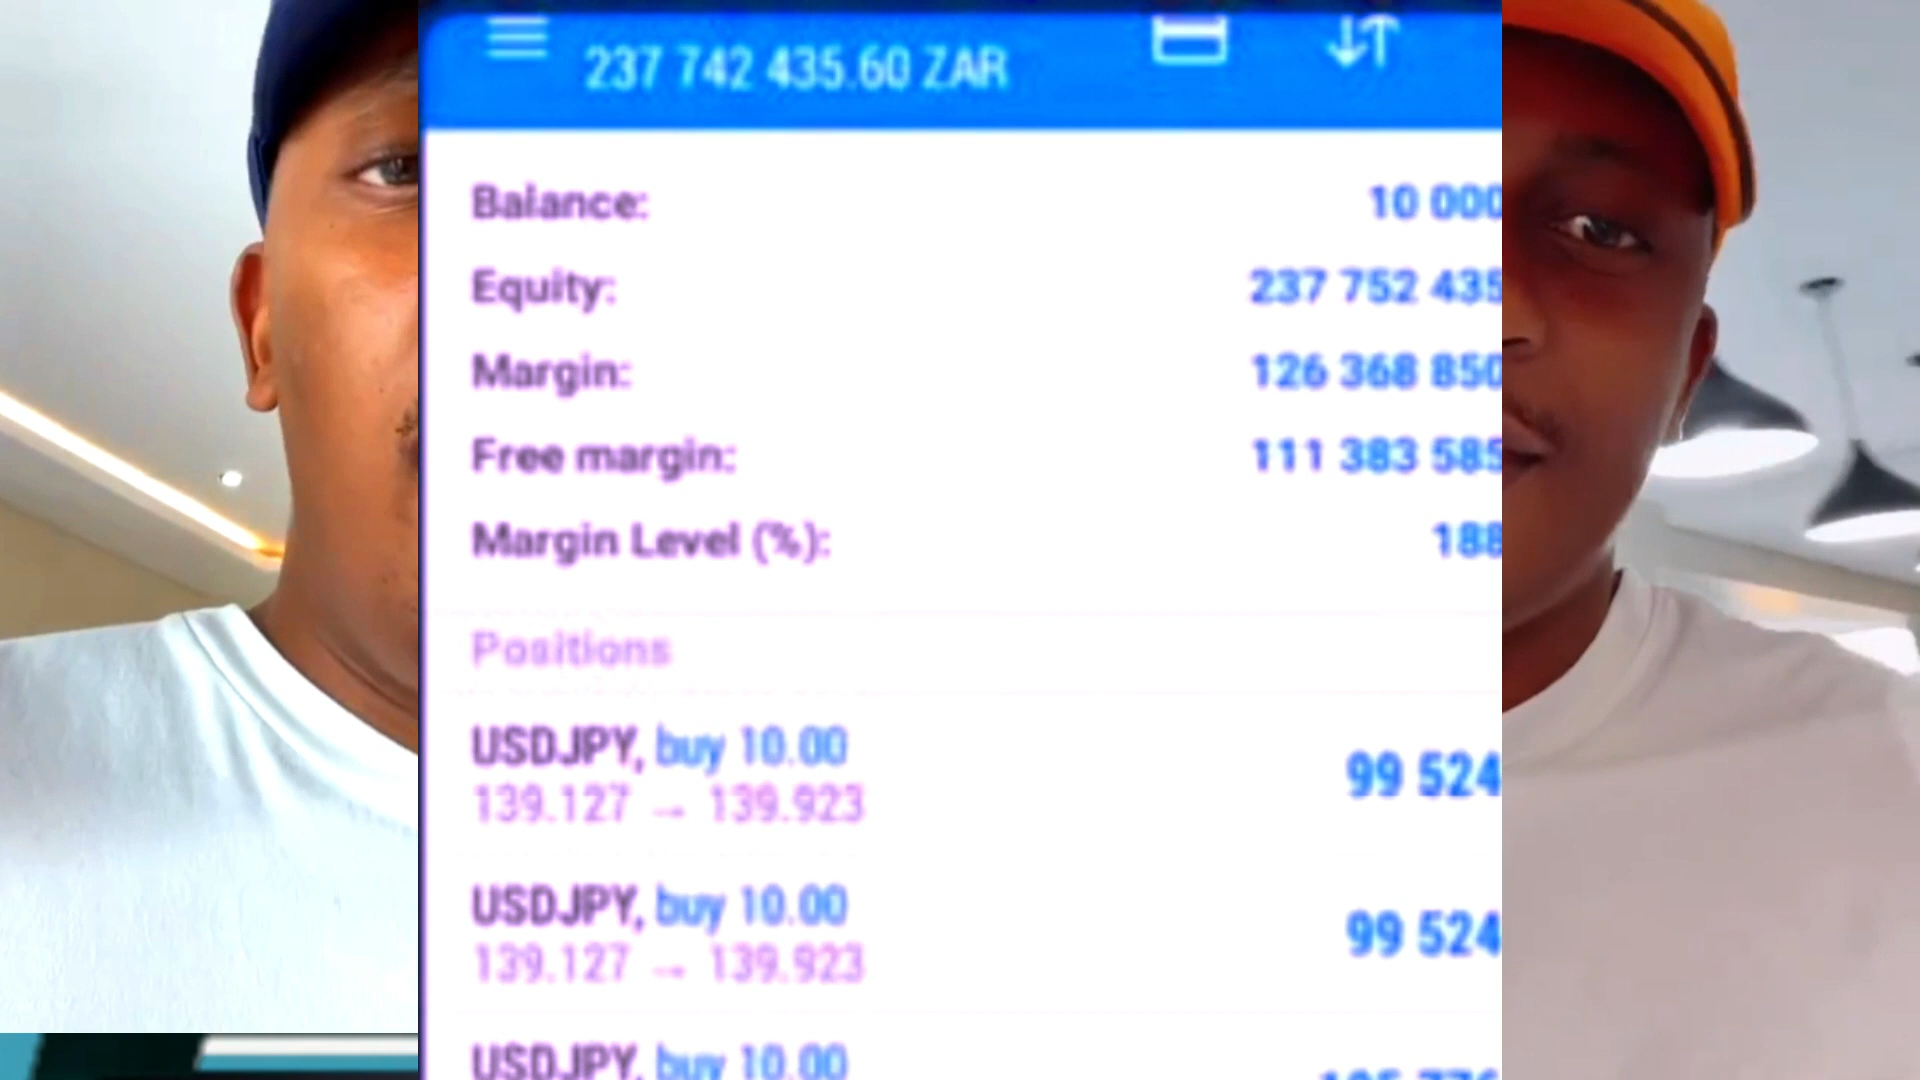 237 742 435.60 ZAR
Balance: 10 000
Equity: 237 752 435
Margin: 126 368 850
Free margin: 111 383 585
Margin Level (%): 188
Positions
USDJPY, buy 10.00
139.127 → 139.923
99 524
USDJPY, buy 10.00
139.127 → 139.923
99 524
USDJPY, buy 10.00